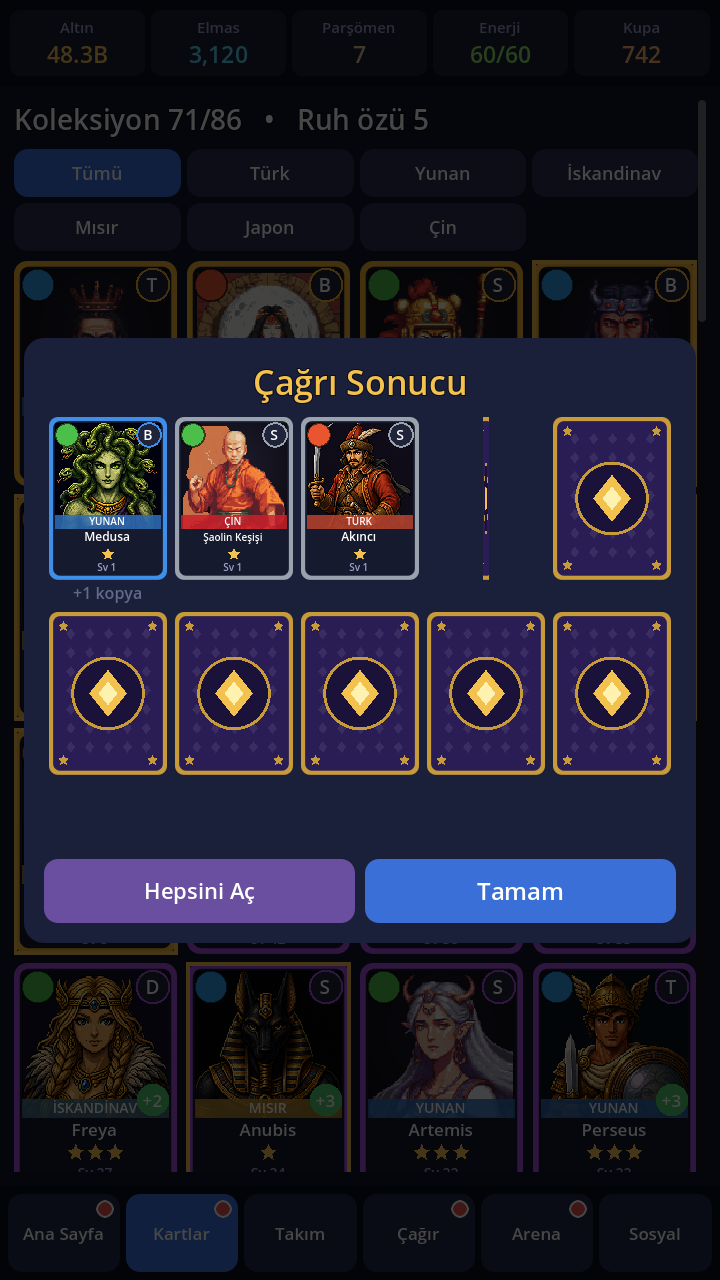 Altın Elmas Parşömen Enerji Kupa
48.3B 3,120 7 60/60 742
Koleksiyon 71/86 • Ruh özü 5
Tümü Türk Yunan İskandinav
Mısır Japon Çin
T B S B
Çağrı Sonucu
B S S
YUNAN ÇİN TÜRK
Medusa Şaolin Keşişi Akıncı
Sv 1 Sv 1 Sv 1
+1 kopya
Hepsini Aç Tamam
D S S T
+2 +3 +3
İSKANDİNAV MISIR YUNAN YUNAN
Freya Anubis Artemis Perseus
Ana Sayfa Kartlar Takım Çağır Arena Sosyal